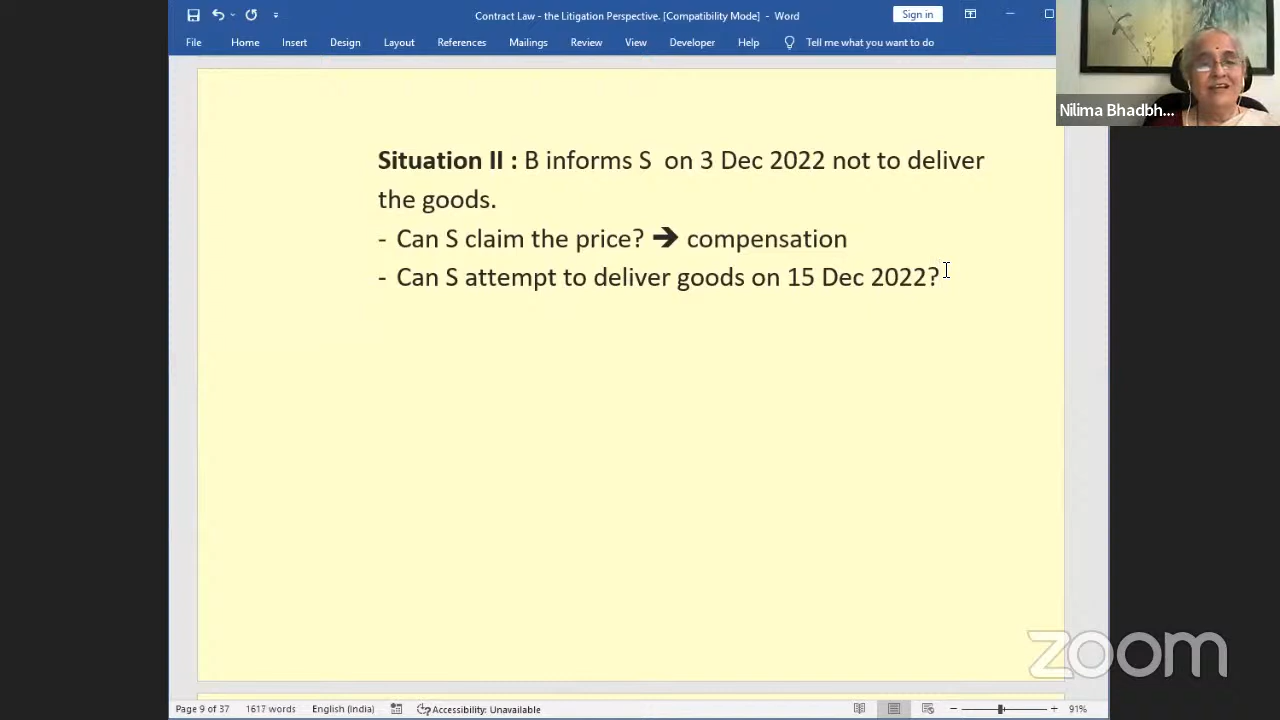 Contract Law - the Litigation Perspective. [Compatibility Mode] - Word
Sign in
File Home Insert Design Layout References Mailings Review View Developer Help Tell me what you want to do
Nilima Bhadbh...
Situation II : B informs S on 3 Dec 2022 not to deliver
the goods.
- Can S claim the price? ➔ compensation
- Can S attempt to deliver goods on 15 Dec 2022?
zoom
Page 9 of 37 1617 words English (India) Accessibility: Unavailable 91%